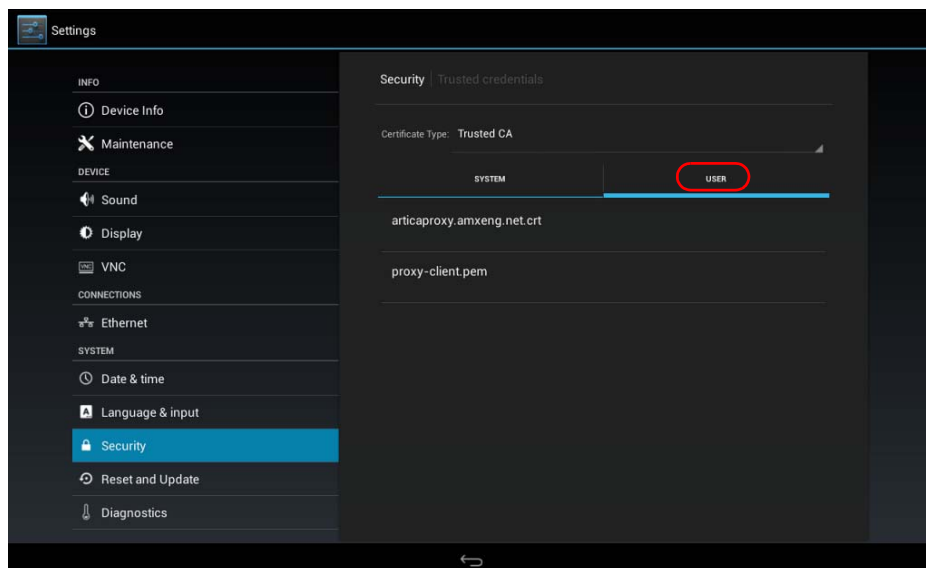 Settings
INFO
Device Info
Maintenance
DEVICE
Sound
Display
VNC
VNC
CONNECTIONS
Ethernet
SYSTEM
Date & time
A
Language & input
Security
Reset and Update
Diagnostics
Security | Trusted credentials
Certificate Type: Trusted CA
SYSTEM USER
articaproxy.amxeng.net.crt
proxy-client.pem